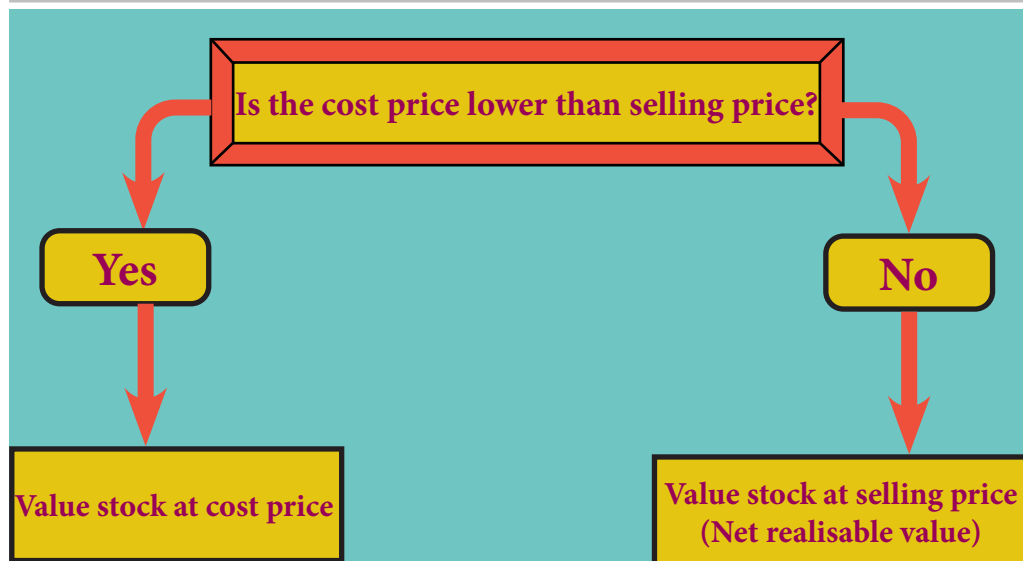 Is the cost price lower than selling price?
Yes
No
Value stock at cost price
Value stock at selling price
(Net realisable value)